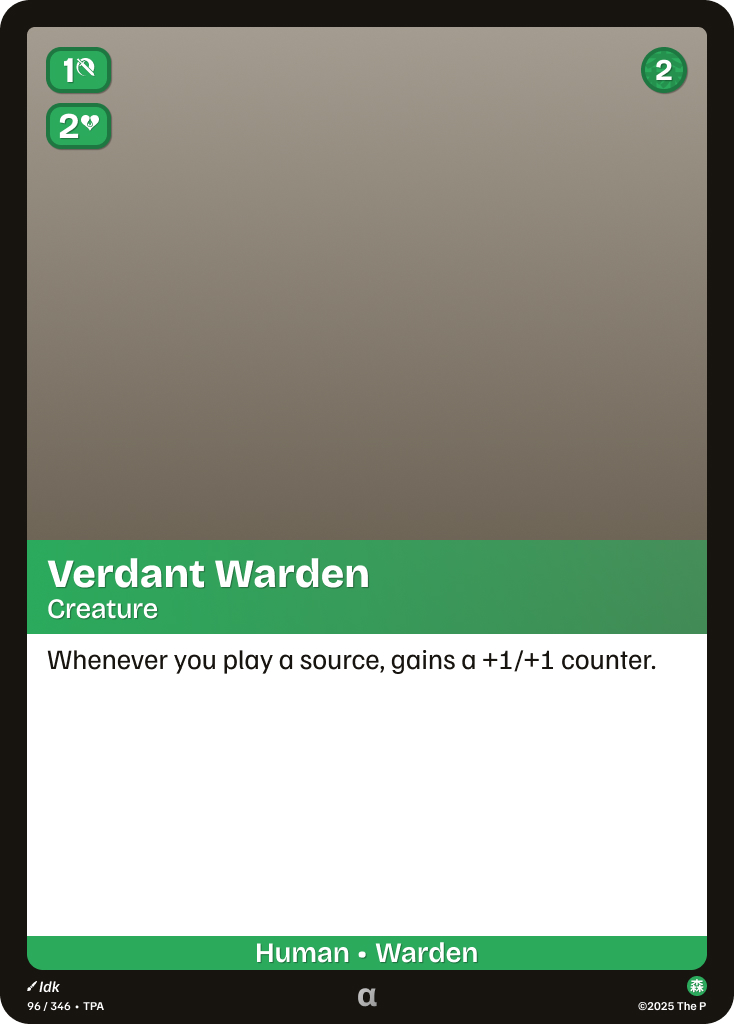 1
2
2
Verdant Warden
Creature
Whenever you play a source, gains a +1/+1 counter.
Human • Warden
Idk
96 / 346 • TPA
α
森
©2025 The P